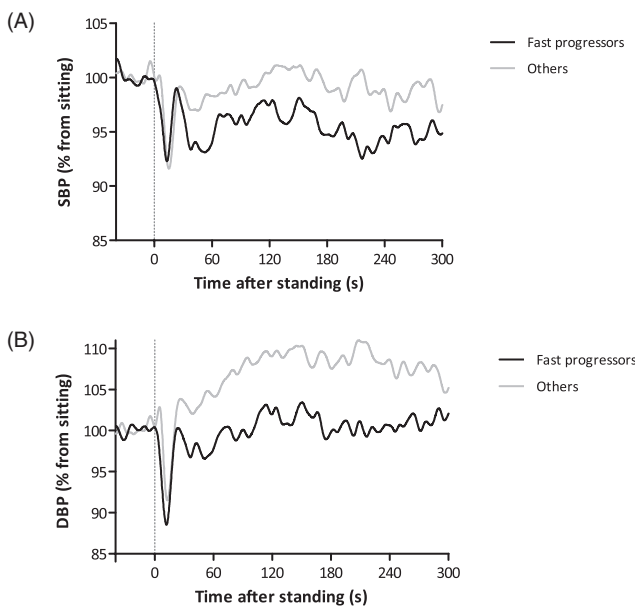 (A)
105
100
95
90
85
SBP (% from sitting)
0 60 120 180 240 300
Time after standing (s)
Fast progressors
Others
(B)
110
105
100
95
90
85
DBP (% from sitting)
0 60 120 180 240 300
Time after standing (s)
Fast progressors
Others